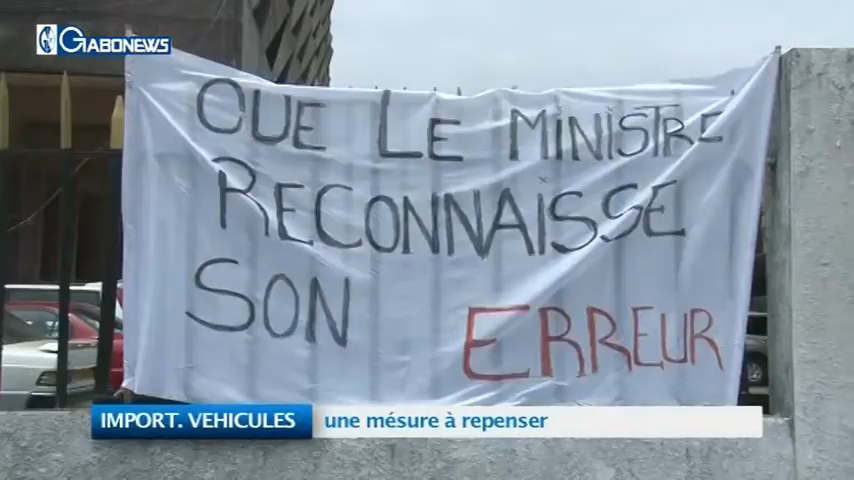 GABONEWS
QUE LE MINISTRE
RECONNAISSE
SON ERREUR
IMPORT. VEHICULES une mésure à repenser